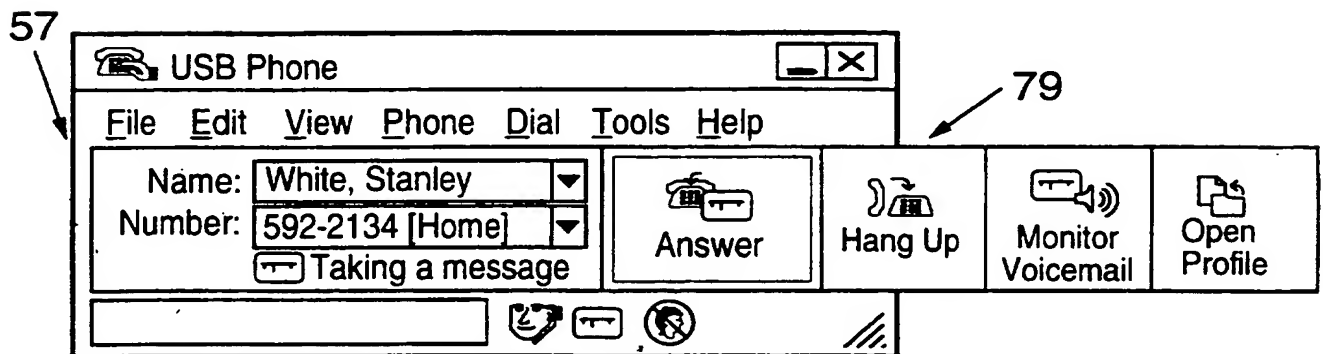 57
USB Phone
79
File Edit View Phone Dial Tools Help
Name: White, Stanley
Number: 592-2134 [Home]
Taking a message
Answer
Hang Up
Monitor
Voicemail
Open
Profile